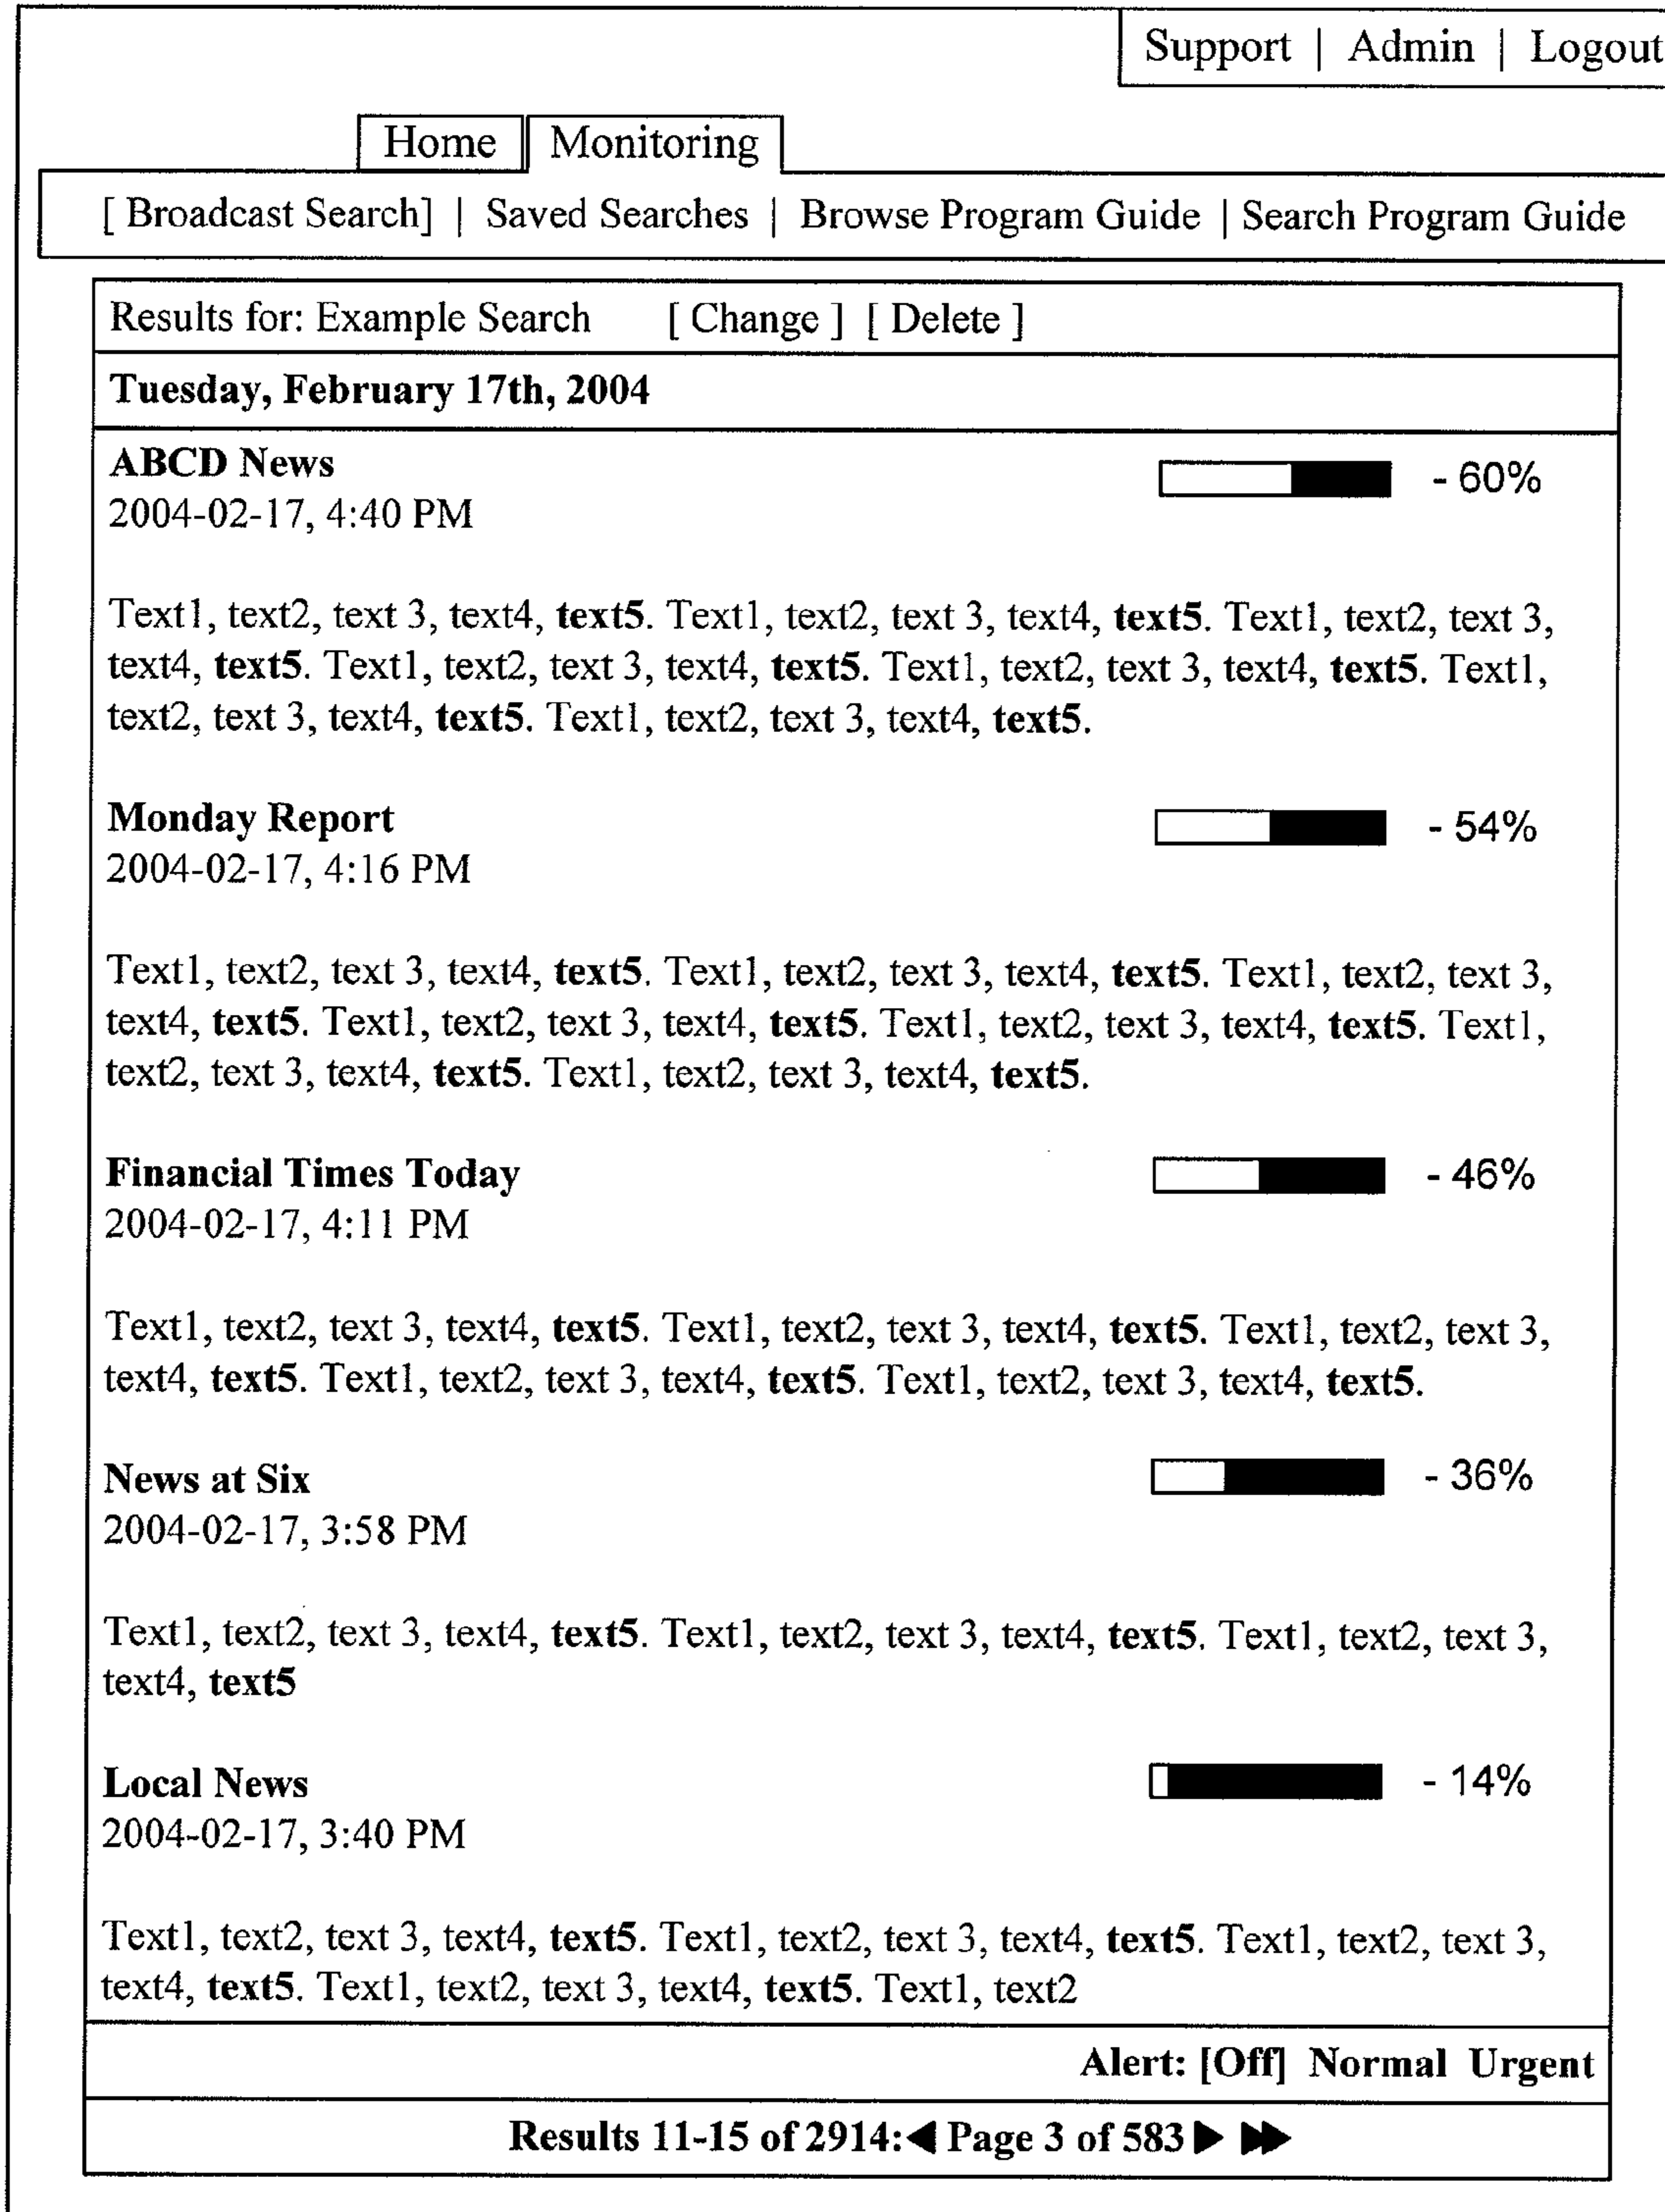 Support | Admin | Logout
Home Monitoring
[ Broadcast Search] | Saved Searches | Browse Program Guide | Search Program Guide
Results for: Example Search [ Change ] [ Delete ]
Tuesday, February 17th, 2004
ABCD News - 60%
2004-02-17, 4:40 PM
Text1, text2, text 3, text4, text5. Text1, text2, text 3, text4, text5. Text1, text2, text 3,
text4, text5. Text1, text2, text 3, text4, text5. Text1, text2, text 3, text4, text5. Text1,
text2, text 3, text4, text5. Text1, text2, text 3, text4, text5.
Monday Report - 54%
2004-02-17, 4:16 PM
Text1, text2, text 3, text4, text5. Text1, text2, text 3, text4, text5. Text1, text2, text 3,
text4, text5. Text1, text2, text 3, text4, text5. Text1, text2, text 3, text4, text5. Text1,
text2, text 3, text4, text5. Text1, text2, text 3, text4, text5.
Financial Times Today - 46%
2004-02-17, 4:11 PM
Text1, text2, text 3, text4, text5. Text1, text2, text 3, text4, text5. Text1, text2, text 3,
text4, text5. Text1, text2, text 3, text4, text5. Text1, text2, text 3, text4, text5.
News at Six - 36%
2004-02-17, 3:58 PM
Text1, text2, text 3, text4, text5. Text1, text2, text 3, text4, text5. Text1, text2, text 3,
text4, text5
Local News - 14%
2004-02-17, 3:40 PM
Text1, text2, text 3, text4, text5. Text1, text2, text 3, text4, text5. Text1, text2, text 3,
text4, text5. Text1, text2, text 3, text4, text5. Text1, text2
Alert: [Off] Normal Urgent
Results 11-15 of 2914:◀ Page 3 of 583 ▶ ▶▶